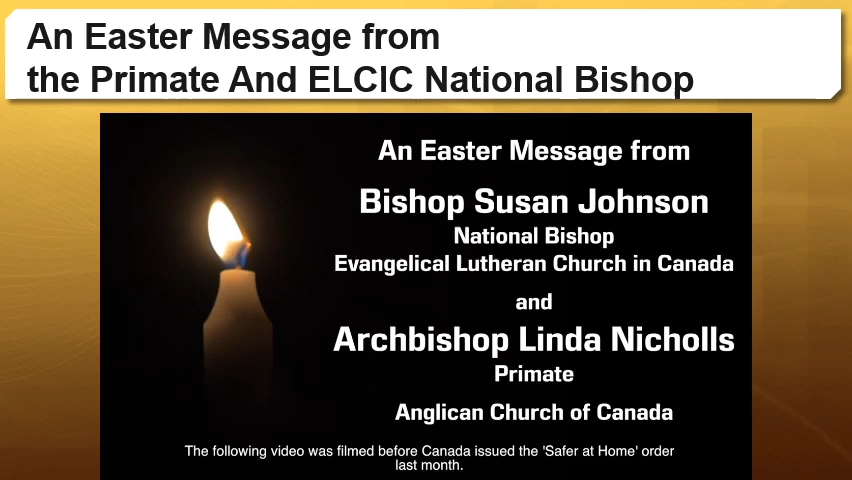 An Easter Message from
the Primate And ELCIC National Bishop
An Easter Message from
Bishop Susan Johnson
National Bishop
Evangelical Lutheran Church in Canada
and
Archbishop Linda Nicholls
Primate
Anglican Church of Canada
The following video was filmed before Canada issued the 'Safer at Home' order
last month.